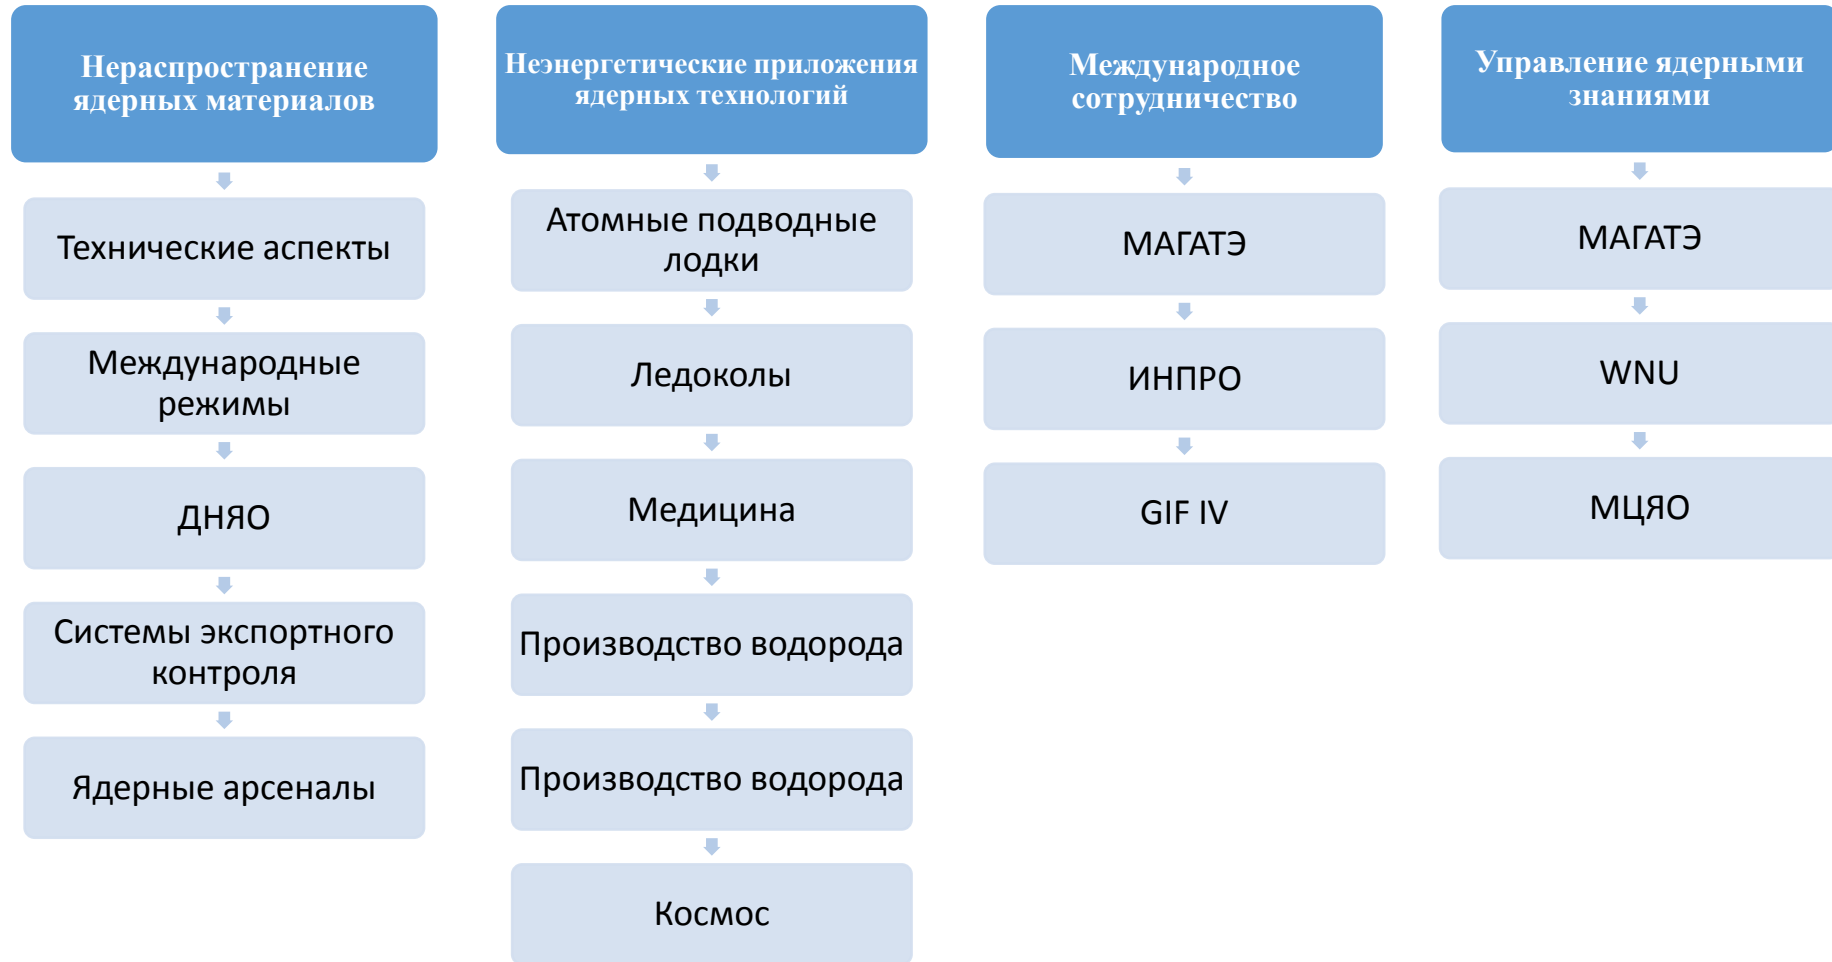 Нераспространение
ядерных материалов
Технические аспекты
Международные
режимы
ДНЯО
Системы экспортного
контроля
Ядерные арсеналы
Неэнергетические приложения
ядерных технологий
Атомные подводные
лодки
Ледоколы
Медицина
Производство водорода
Производство водорода
Космос
Международное
сотрудничество
МАГАТЭ
ИНПРО
GIF IV
Управление ядерными
знаниями
МАГАТЭ
WNU
МЦЯО